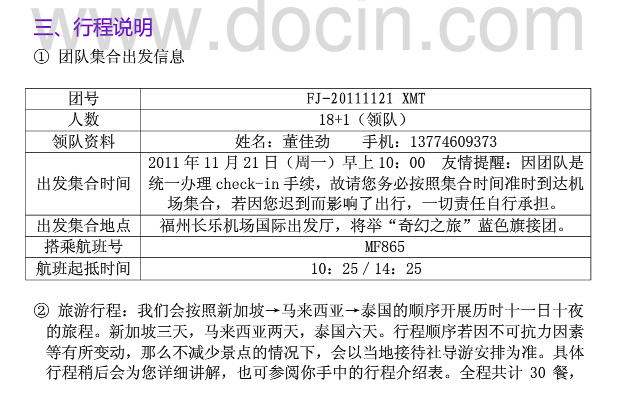 www.docin.com
三、行程说明
① 团队集合出发信息
团号 FJ-20111121 XMT
人数 18+1（领队）
领队资料 姓名：董佳劲 手机：13774609373
2011 年 11 月 21 日（周一）早上 10：00 友情提醒：因团队是
出发集合时间 统一办理 check-in 手续，故请您务必按照集合时间准时到达机
场集合，若因您迟到而影响了出行，一切责任自行承担。
出发集合地点 福州长乐机场国际出发厅，将举“奇幻之旅”蓝色旗接团。
搭乘航班号 MF865
航班起抵时间 10：25／14：25
② 旅游行程：我们会按照新加坡→马来西亚→泰国的顺序开展历时十一日十夜
的旅程。新加坡三天，马来西亚两天，泰国六天。行程顺序若因不可抗力因素
等有所变动，那么不减少景点的情况下，会以当地接待社导游安排为准。具体
行程稍后会为您详细讲解，也可参阅你手中的行程介绍表。全程共计 30 餐，